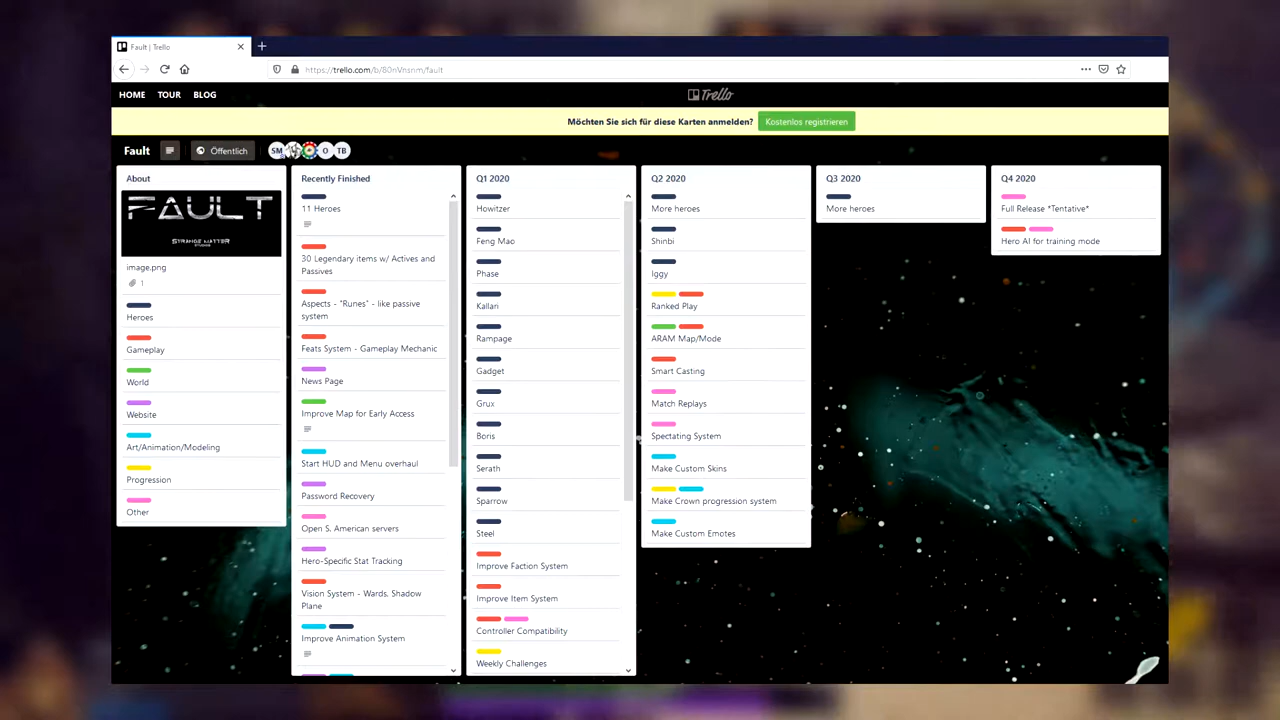 Fault | Trello
https://trello.com/b/80nVnsnm/fault
HOME TOUR BLOG
Trello
Möchten Sie sich für diese Karten anmelden? Kostenlos registrieren
Fault
Öffentlich
SM O TB
About
FAULT
STRANGE MATTER
STUDIOS
image.png
1
Heroes
Gameplay
World
Website
Art/Animation/Modeling
Progression
Other
Recently Finished
11 Heroes
30 Legendary items w/ Actives and
Passives
Aspects - "Runes" - like passive
system
Feats System - Gameplay Mechanic
News Page
Improve Map for Early Access
Start HUD and Menu overhaul
Password Recovery
Open S. American servers
Hero-Specific Stat Tracking
Vision System - Wards, Shadow
Plane
Improve Animation System
Q1 2020
Howitzer
Feng Mao
Phase
Kallari
Rampage
Gadget
Grux
Boris
Serath
Sparrow
Steel
Improve Faction System
Improve Item System
Controller Compatibility
Weekly Challenges
Q2 2020
More heroes
Shinbi
Iggy
Ranked Play
ARAM Map/Mode
Smart Casting
Match Replays
Spectating System
Make Custom Skins
Make Crown progression system
Make Custom Emotes
Q3 2020
More heroes
Q4 2020
Full Release *Tentative*
Hero AI for training mode